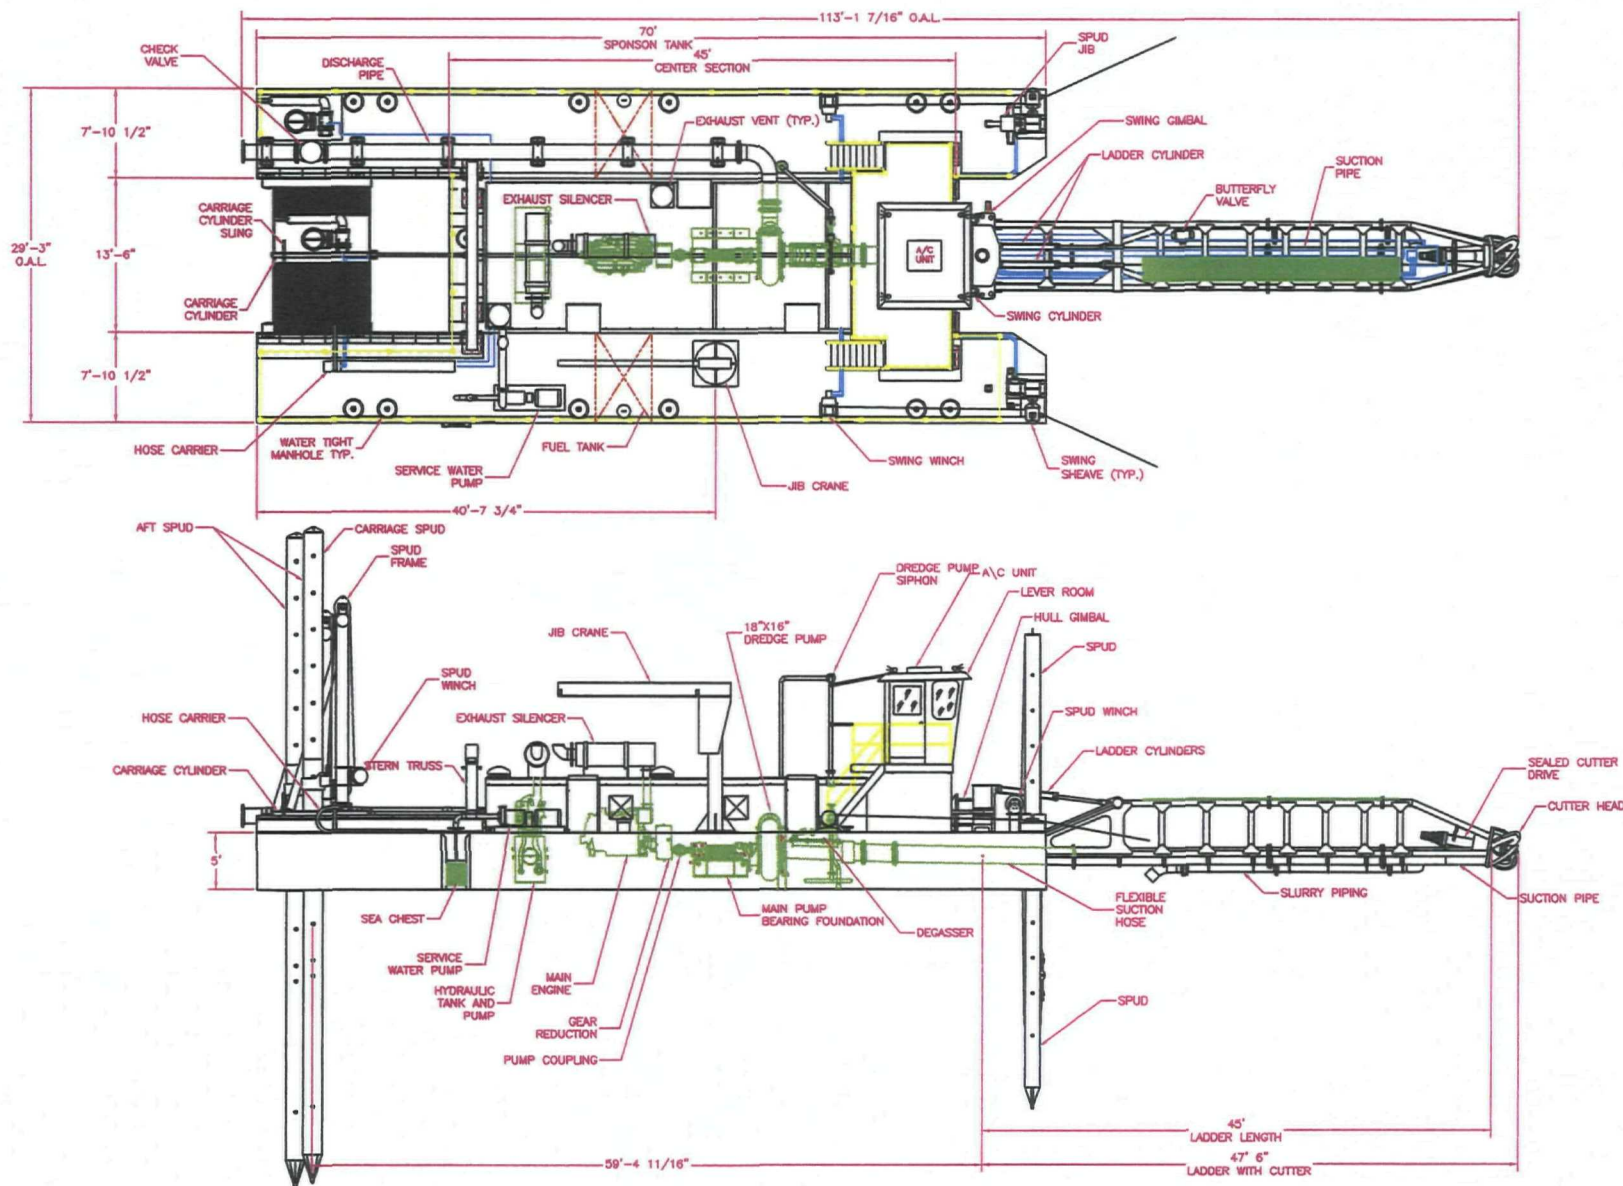 113'-1 7/16" O.A.L.
70'
SPONSON TANK
45'
CENTER SECTION
CHECK
VALVE
DISCHARGE
PIPE
SPUD
JIB
7'-10 1/2"
EXHAUST VENT (TYP.)
SWING GIMBAL
LADDER CYLINDER
SUCTION
PIPE
BUTTERFLY
VALVE
CARRIAGE
CYLINDER
SLING
EXHAUST SILENCER
29'-3"
O.A.L.
13'-6"
A/C
UNIT
CARRIAGE
CYLINDER
SWING CYLINDER
7'-10 1/2"
HOSE CARRIER
WATER TIGHT
MANHOLE TYP.
SERVICE WATER
PUMP
FUEL TANK
JIB CRANE
SWING WINCH
SWING
SHEAVE (TYP.)
40'-7 3/4"
AFT SPUD
CARRIAGE SPUD
SPUD
FRAME
DREDGE PUMP
SIPHON
A\C UNIT
LEVER ROOM
HULL GIMBAL
JIB CRANE
18"X16"
DREDGE PUMP
SPUD
SPUD
WINCH
HOSE CARRIER
EXHAUST SILENCER
SPUD WINCH
CARRIAGE CYLINDER
STERN TRUSS
LADDER CYLINDERS
SEALED CUTTER
DRIVE
CUTTER HEAD
5'
SEA CHEST
MAIN PUMP
BEARING FOUNDATION
DEGASSER
FLEXIBLE
SUCTION
HOSE
SLURRY PIPING
SUCTION PIPE
SERVICE
WATER PUMP
HYDRAULIC
TANK AND
PUMP
MAIN
ENGINE
GEAR
REDUCTION
PUMP COUPLING
SPUD
45'
LADDER LENGTH
59'-4 11/16"
47' 6"
LADDER WITH CUTTER